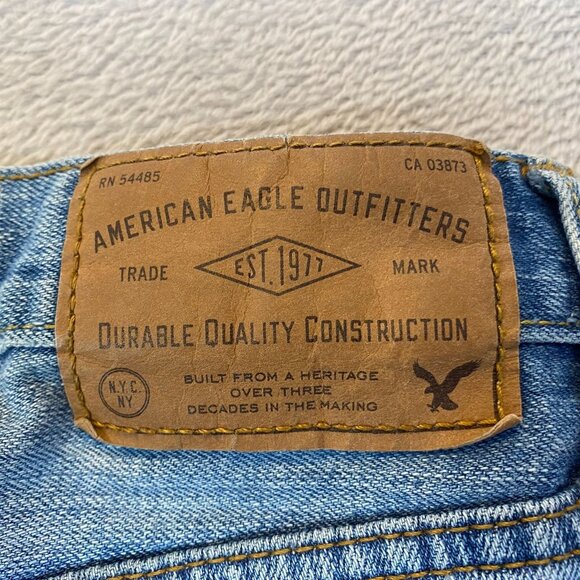 RN 54485 CA 03873
AMERICAN EAGLE OUTFITTERS
TRADE EST. 1977 MARK
DURABLE QUALITY CONSTRUCTION
N.Y.C.
NY
BUILT FROM A HERITAGE
OVER THREE
DECADES IN THE MAKING